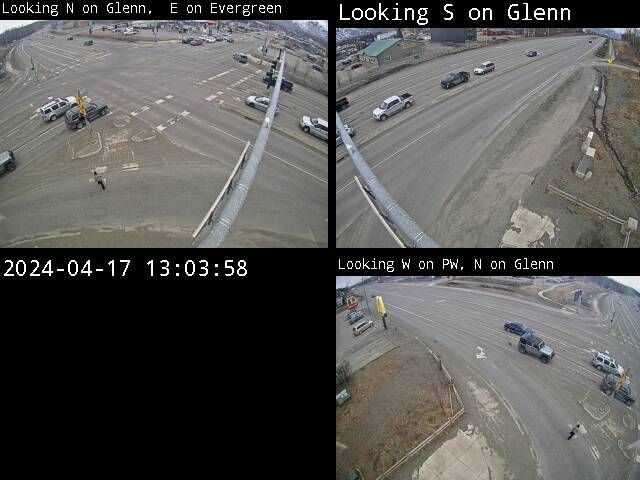 Looking N on Glenn,  E on Evergreen
Looking S on Glenn
2024-04-17 13:03:58
Looking W on PW, N on Glenn